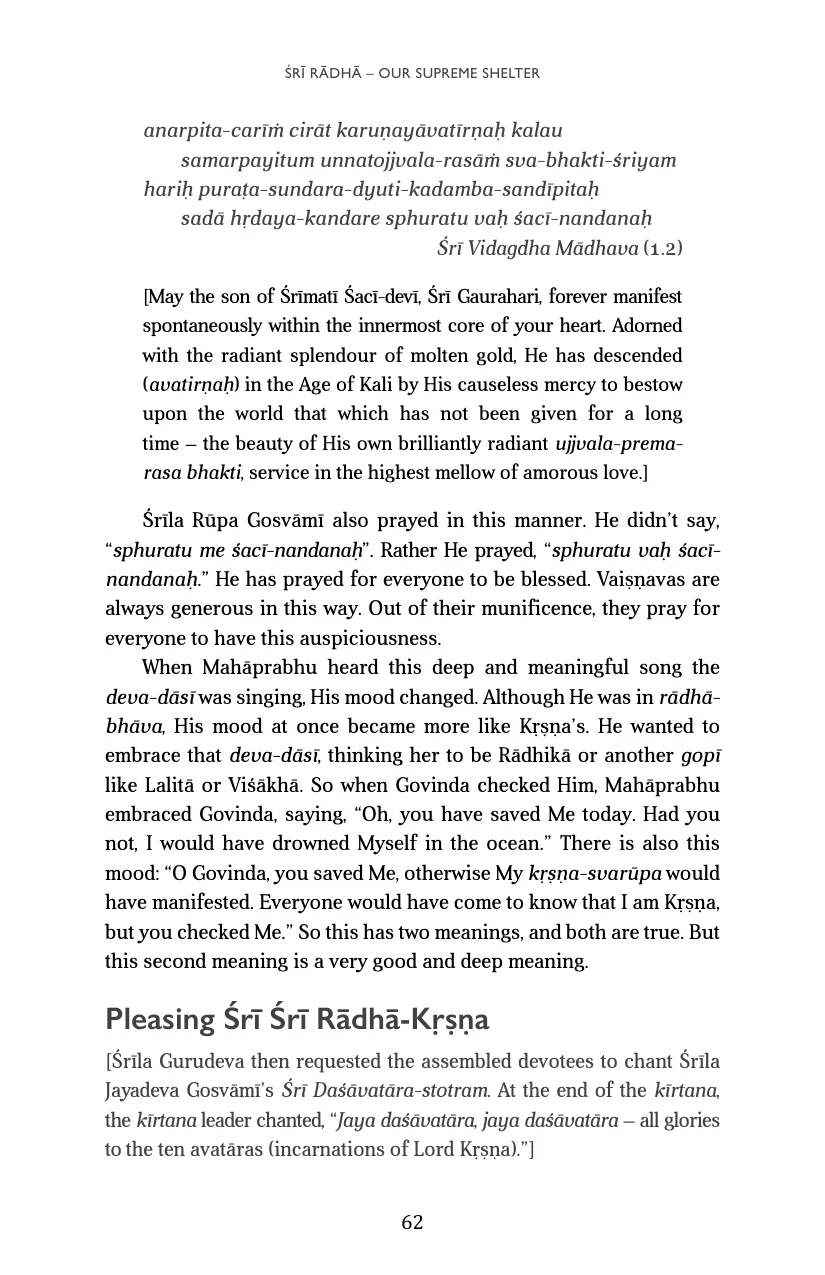 ŚRĪ RĀDHĀ – OUR SUPREME SHELTER
anarpita-carīṁ cirāt karuṇayāvatīrṇaḥ kalau
samarpayitum unnatojjvala-rasāṁ sva-bhakti-śriyam
hariḥ puraṭa-sundara-dyuti-kadamba-sandīpitaḥ
sadā hṛdaya-kandare sphuratu vaḥ śacī-nandanaḥ
Śrī Vidagdha Mādhava (1.2)
[May the son of Śrīmatī Śacī-devī, Śrī Gaurahari, forever manifest
spontaneously within the innermost core of your heart. Adorned
with the radiant splendour of molten gold, He has descended
(avatirṇaḥ) in the Age of Kali by His causeless mercy to bestow
upon the world that which has not been given for a long
time – the beauty of His own brilliantly radiant ujjvala-prema-
rasa bhakti, service in the highest mellow of amorous love.]
Śrīla Rūpa Gosvāmī also prayed in this manner. He didn’t say,
“sphuratu me śacī-nandanaḥ”. Rather He prayed, “sphuratu vaḥ śacī-
nandanaḥ.” He has prayed for everyone to be blessed. Vaiṣṇavas are
always generous in this way. Out of their munificence, they pray for
everyone to have this auspiciousness.
When Mahāprabhu heard this deep and meaningful song the
deva-dāsī was singing, His mood changed. Although He was in rādhā-
bhāva, His mood at once became more like Kṛṣṇa’s. He wanted to
embrace that deva-dāsī, thinking her to be Rādhikā or another gopī
like Lalitā or Viśākhā. So when Govinda checked Him, Mahāprabhu
embraced Govinda, saying, “Oh, you have saved Me today. Had you
not, I would have drowned Myself in the ocean.” There is also this
mood: “O Govinda, you saved Me, otherwise My kṛṣṇa-svarūpa would
have manifested. Everyone would have come to know that I am Kṛṣṇa,
but you checked Me.” So this has two meanings, and both are true. But
this second meaning is a very good and deep meaning.
Pleasing Śrī Śrī Rādhā-Kṛṣṇa
[Śrīla Gurudeva then requested the assembled devotees to chant Śrīla
Jayadeva Gosvāmī’s Śrī Daśāvatāra-stotram. At the end of the kīrtana,
the kīrtana leader chanted, “Jaya daśāvatāra, jaya daśāvatāra – all glories
to the ten avatāras (incarnations of Lord Kṛṣṇa).”]
62